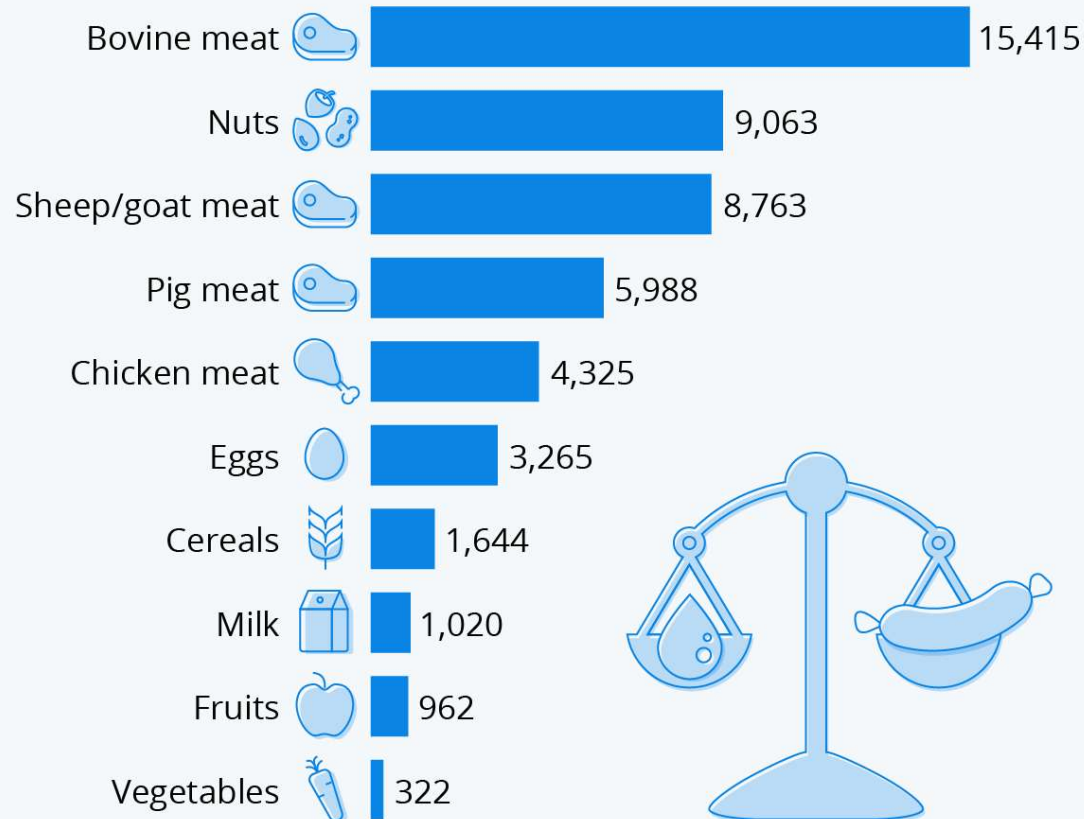 Bovine meat 15,415
Nuts 9,063
Sheep/goat meat 8,763
Pig meat 5,988
Chicken meat 4,325
Eggs 3,265
Cereals 1,644
Milk 1,020
Fruits 962
Vegetables 322